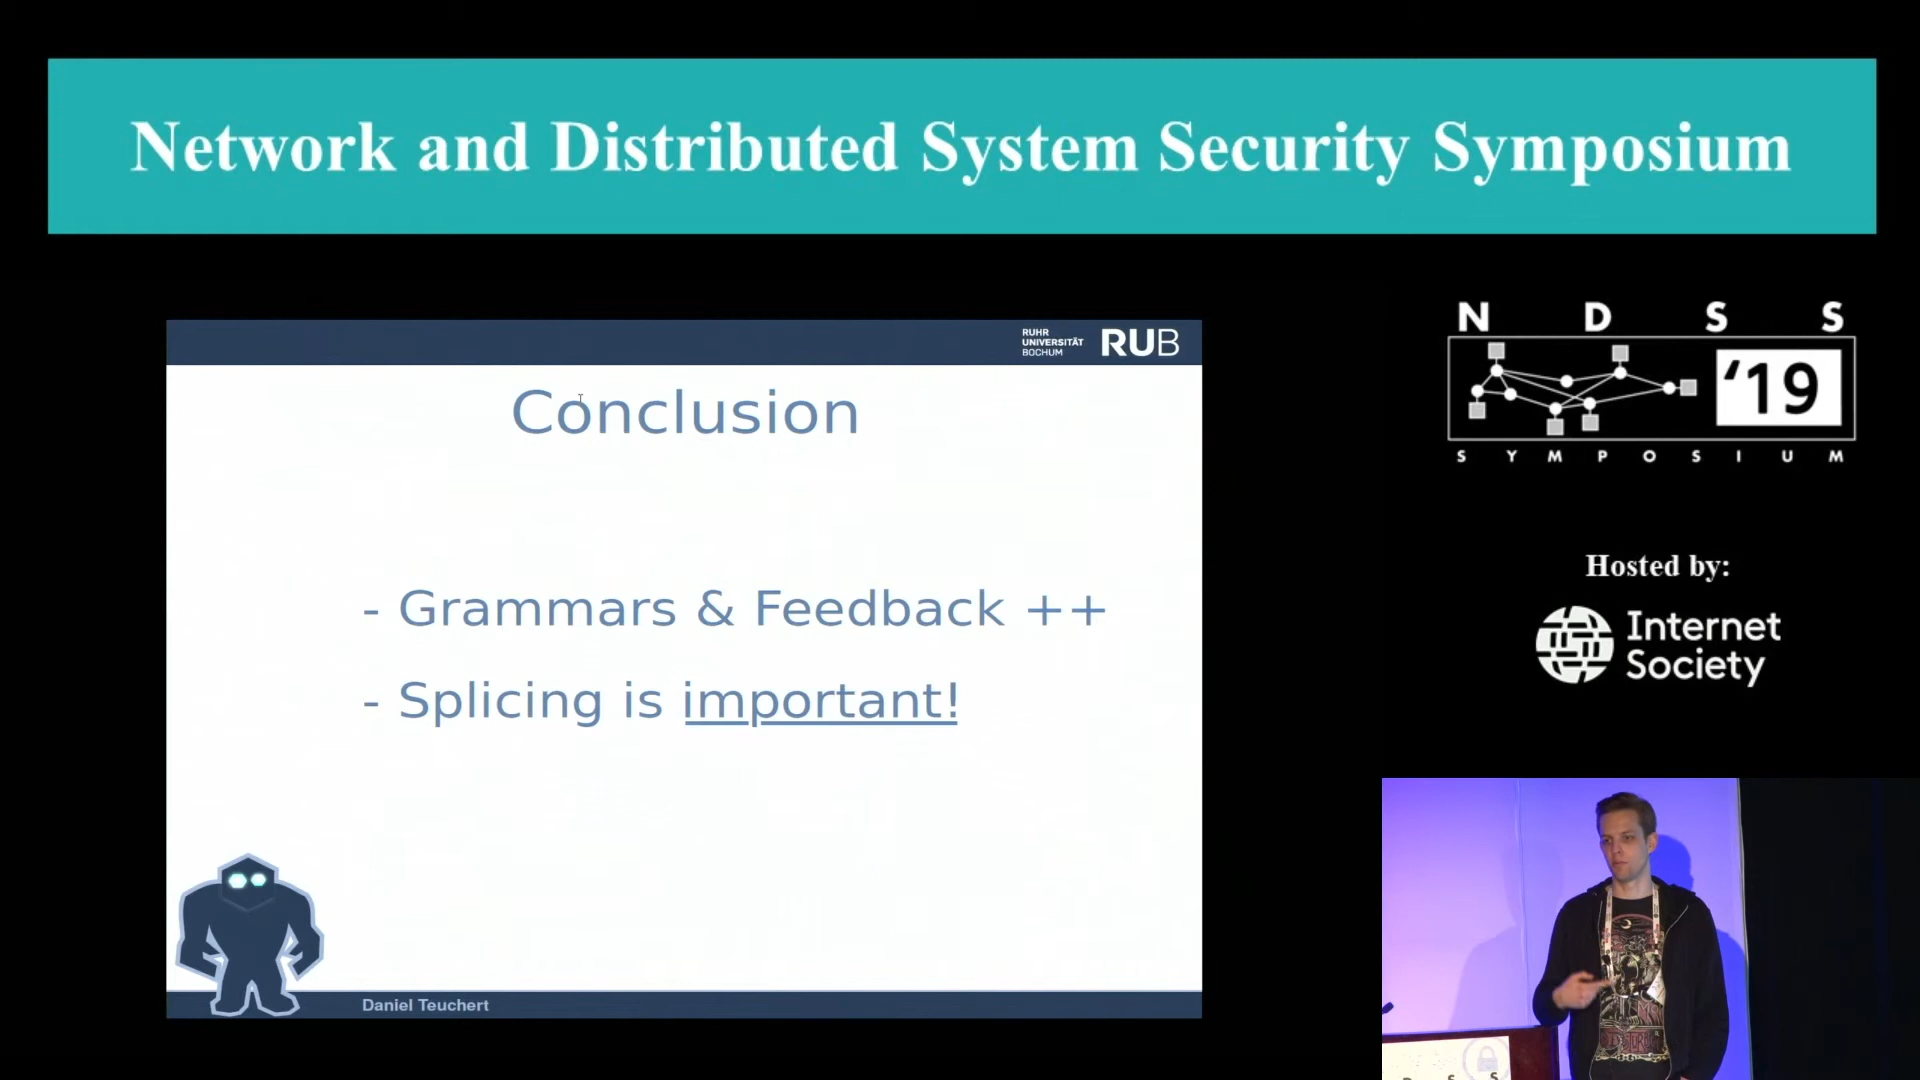 Network and Distributed System Security Symposium
RUHR
UNIVERSITÄT
BOCHUM
RUB
Conclusion
- Grammars & Feedback ++
- Splicing is important!
Daniel Teuchert
N D S S
'19
S Y M P O S I U M
Hosted by:
Internet
Society